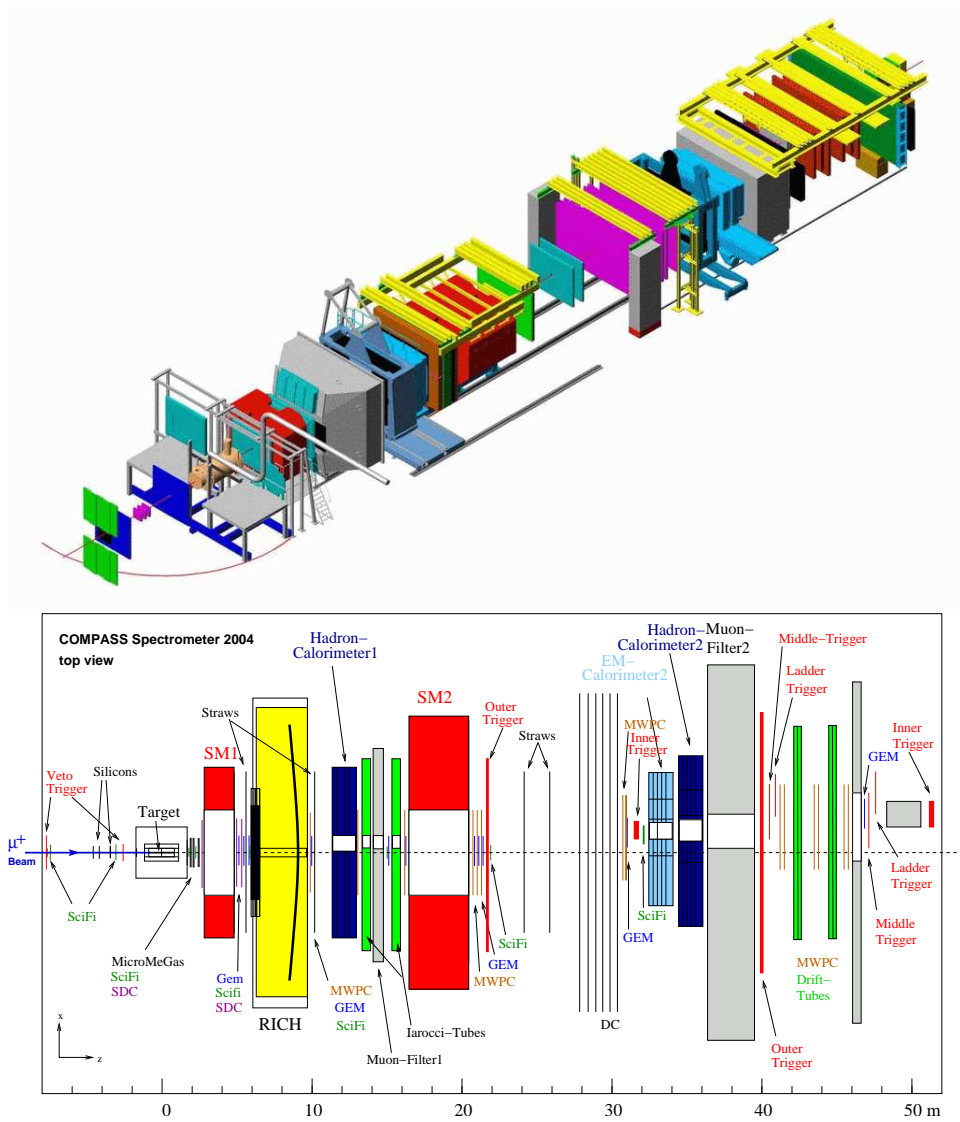 COMPASS Spectrometer 2004
top view
Hadron−
Calorimeter1
Hadron−
Calorimeter2
Muon−
Filter2
EM−
Calorimeter2
Middle−Trigger
Ladder
Trigger
Inner
Trigger
GEM
SM2
Outer
Trigger
Straws
Straws
MWPC
Inner
Trigger
SM1
Veto
Trigger
Silicons
Target
μ+
Beam
SciFi
MicroMeGas
SciFi
SDC
Gem
Scifi
SDC
RICH
MWPC
GEM
SciFi
Iarocci−Tubes
Muon−Filter1
SciFi
GEM
MWPC
DC
SciFi
GEM
Ladder
Trigger
Middle
Trigger
MWPC
Drift−
Tubes
Outer
Trigger
x
z
0 10 20 30 40 50 m